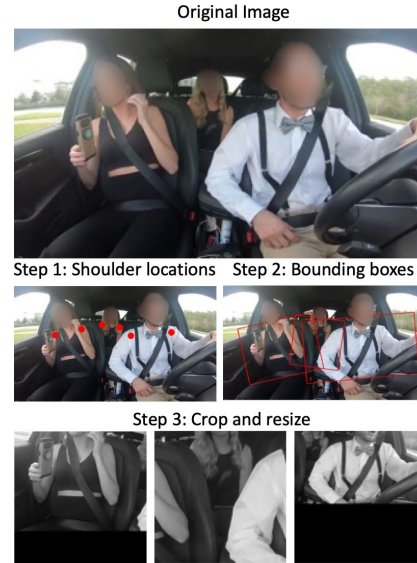 Original Image
Step 1: Shoulder locations
Step 2: Bounding boxes
Step 3: Crop and resize